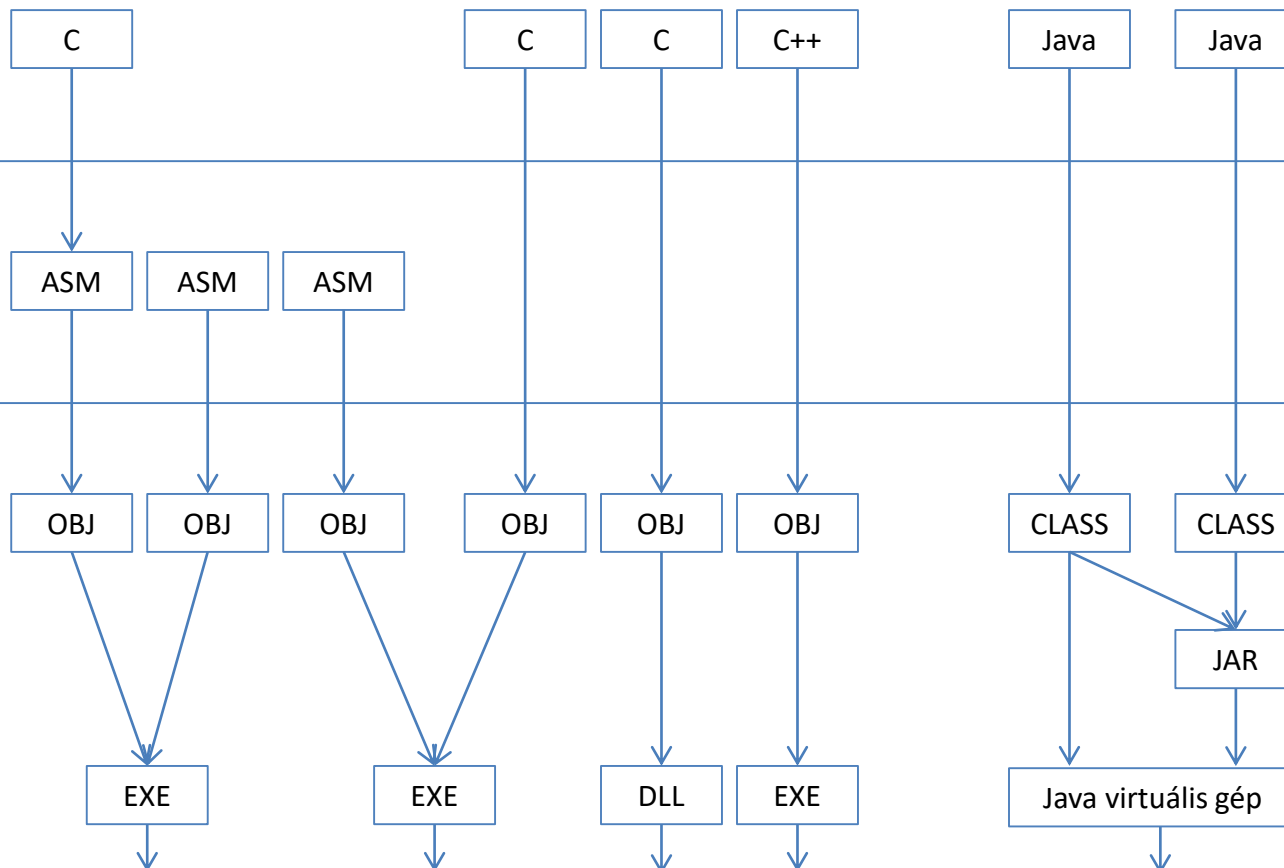 C
C
C
C++
Java
Java
ASM
ASM
ASM
OBJ
OBJ
OBJ
OBJ
OBJ
OBJ
CLASS
CLASS
JAR
EXE
EXE
DLL
EXE
Java virtuális gép